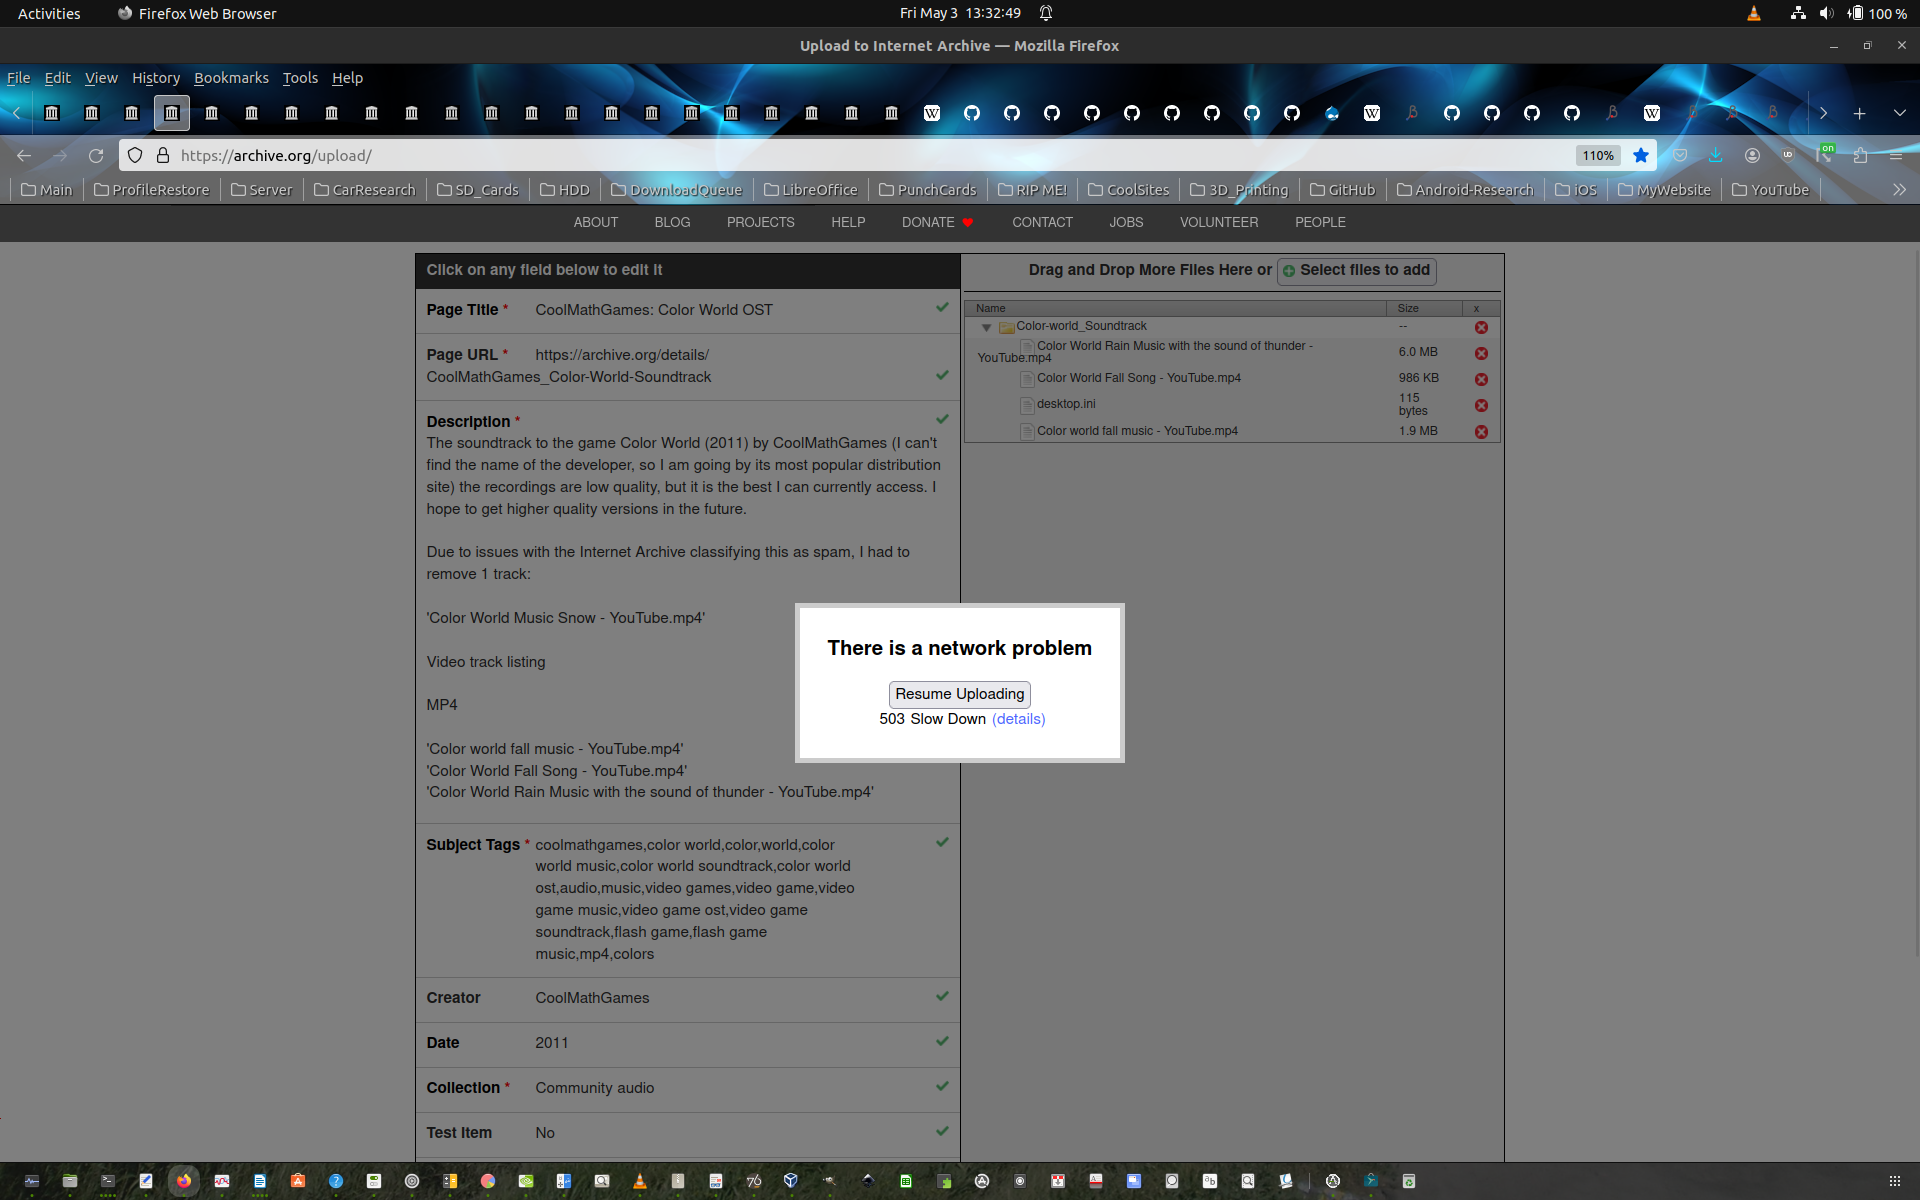 Activities
Firefox Web Browser
Fri May 3 13:32:49
100 %
Upload to Internet Archive — Mozilla Firefox
File Edit View History Bookmarks Tools Help
https://archive.org/upload/
110%
on
Main ProfileRestore Server CarResearch SD_Cards HDD DownloadQueue LibreOffice PunchCards RIP ME! CoolSites 3D_Printing GitHub Android-Research iOS MyWebsite YouTube
ABOUT BLOG PROJECTS HELP DONATE CONTACT JOBS VOLUNTEER PEOPLE
Click on any field below to edit it
Page Title * CoolMathGames: Color World OST
Page URL * https://archive.org/details/
CoolMathGames_Color-World-Soundtrack
Description *
The soundtrack to the game Color World (2011) by CoolMathGames (I can't
find the name of the developer, so I am going by its most popular distribution
site) the recordings are low quality, but it is the best I can currently access. I
hope to get higher quality versions in the future.
Due to issues with the Internet Archive classifying this as spam, I had to
remove 1 track:
'Color World Music Snow - YouTube.mp4'
Video track listing
MP4
'Color world fall music - YouTube.mp4'
'Color World Fall Song - YouTube.mp4'
'Color World Rain Music with the sound of thunder - YouTube.mp4'
Subject Tags * coolmathgames,color world,color,world,color
world music,color world soundtrack,color world
ost,audio,music,video games,video game,video
game music,video game ost,video game
soundtrack,flash game,flash game
music,mp4,colors
Creator CoolMathGames
Date 2011
Collection * Community audio
Test Item No
Drag and Drop More Files Here or Select files to add
Name Size x
Color-world_Soundtrack --
Color World Rain Music with the sound of thunder -
YouTube.mp4 6.0 MB
Color World Fall Song - YouTube.mp4 986 KB
desktop.ini 115
bytes
Color world fall music - YouTube.mp4 1.9 MB
There is a network problem
Resume Uploading
503 Slow Down (details)